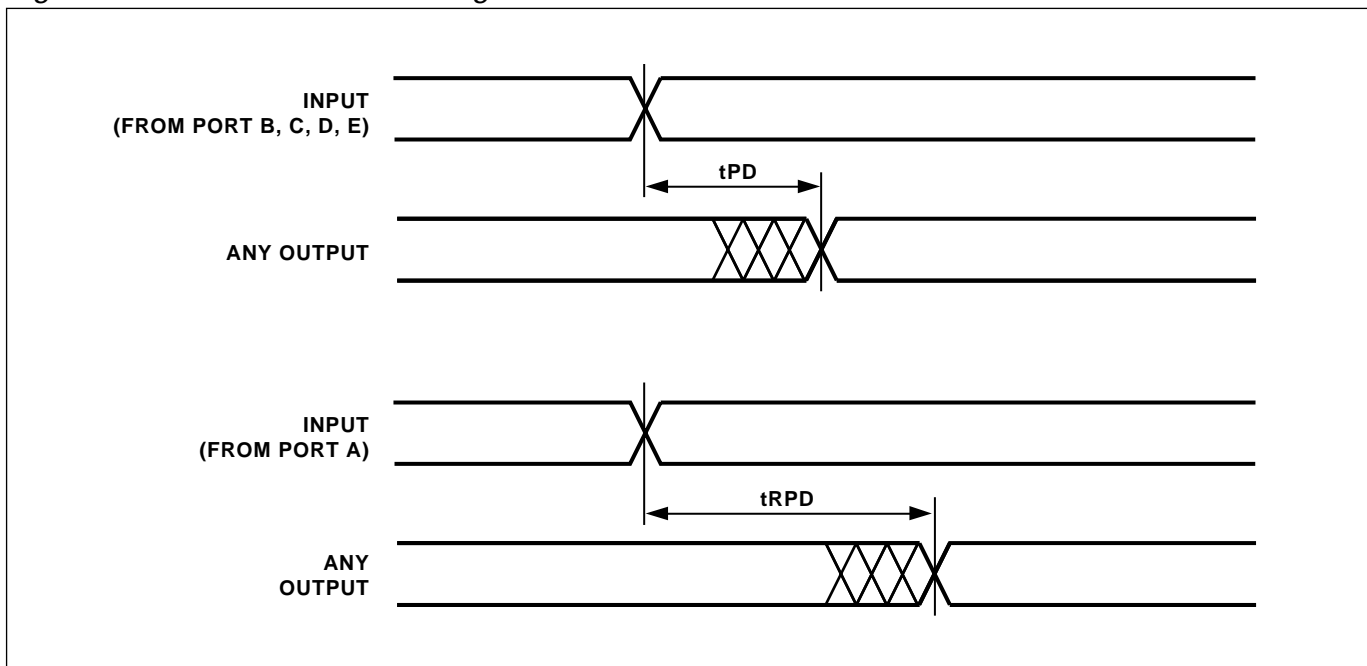 INPUT
(FROM PORT B, C, D, E)
tPD
ANY OUTPUT
INPUT
(FROM PORT A)
tRPD
ANY
OUTPUT